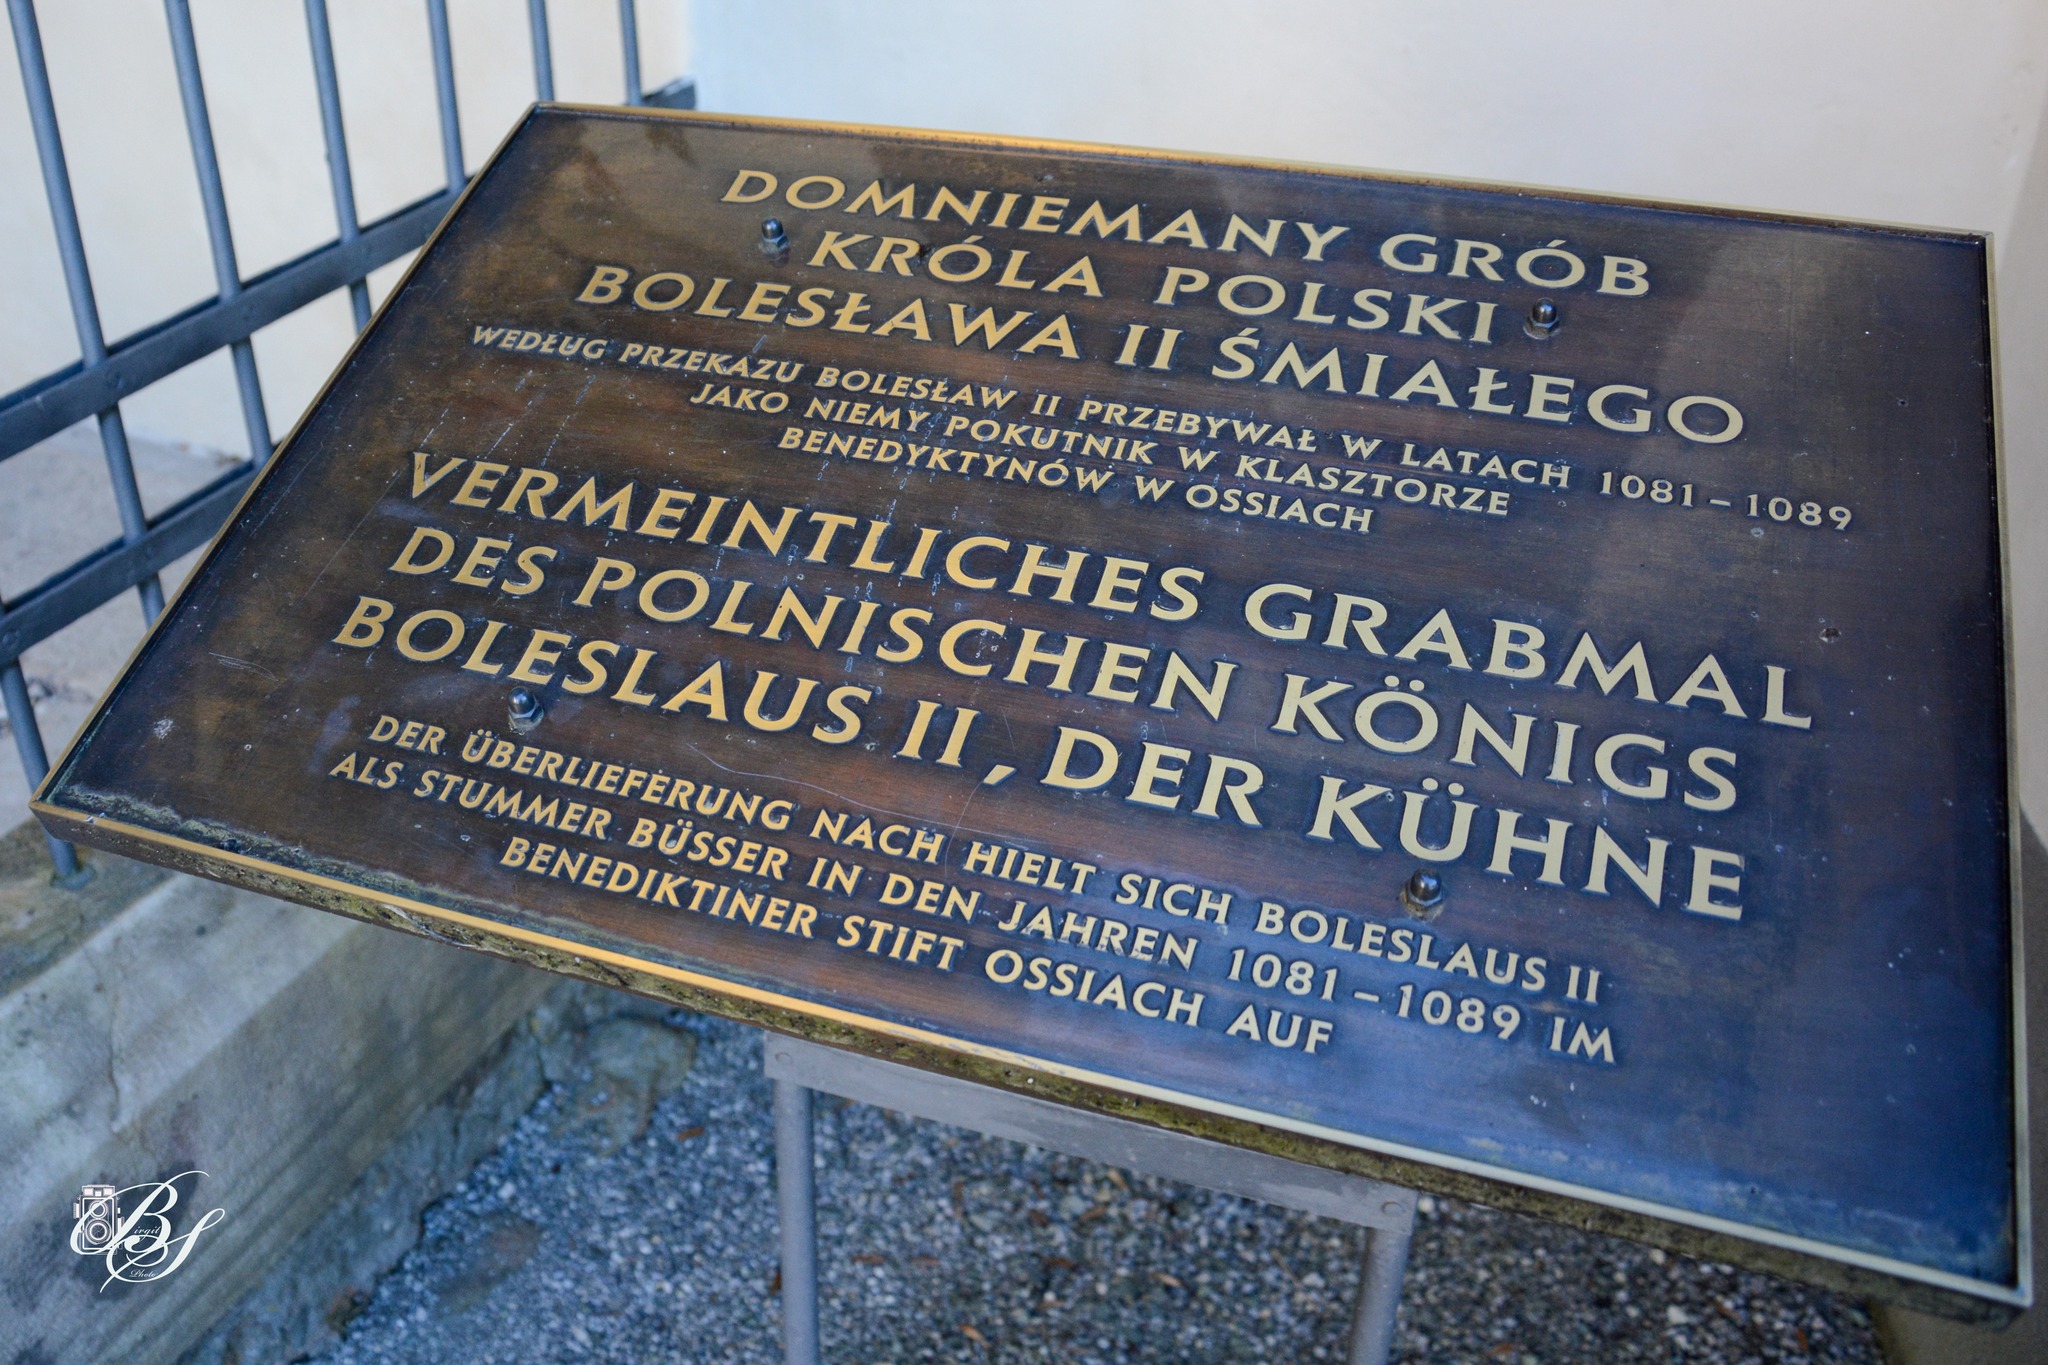 DOMNIEMANY GRÓB
KRÓLA POLSKI
BOLESŁAWA II ŚMIAŁEGO
WEDŁUG PRZEKAZU BOLESŁAW II PRZEBYWAŁ W LATACH 1081 – 1089
JAKO NIEMY POKUTNIK W KLASZTORZE
BENEDYKTYNÓW W OSSIACH
VERMEINTLICHES GRABMAL
DES POLNISCHEN KÖNIGS
BOLESLAUS II, DER KÜHNE
DER ÜBERLIEFERUNG NACH HIELT SICH BOLESLAUS II
ALS STUMMER BÜSSER IN DEN JAHREN 1081 – 1089 IM
BENEDIKTINER STIFT OSSIACH AUF
Birgit
S
Photo